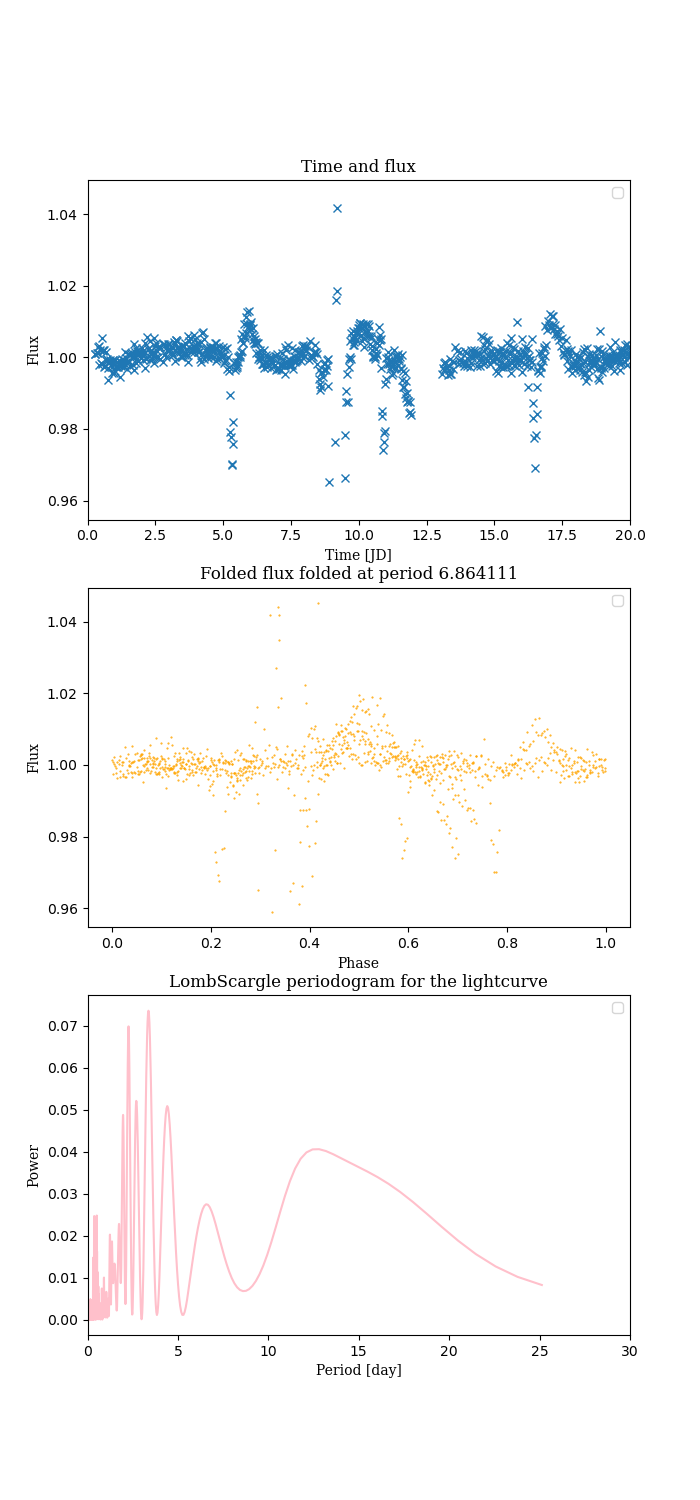 Time and flux
1.04
1.02
1.00
0.98
0.96
Flux
0.0 2.5 5.0 7.5 10.0 12.5 15.0 17.5 20.0
Time [JD]
Folded flux folded at period 6.864111
1.04
1.02
1.00
0.98
0.96
Flux
0.0 0.2 0.4 0.6 0.8 1.0
Phase
LombScargle periodogram for the lightcurve
0.07
0.06
0.05
0.04
0.03
0.02
0.01
0.00
Power
0 5 10 15 20 25 30
Period [day]